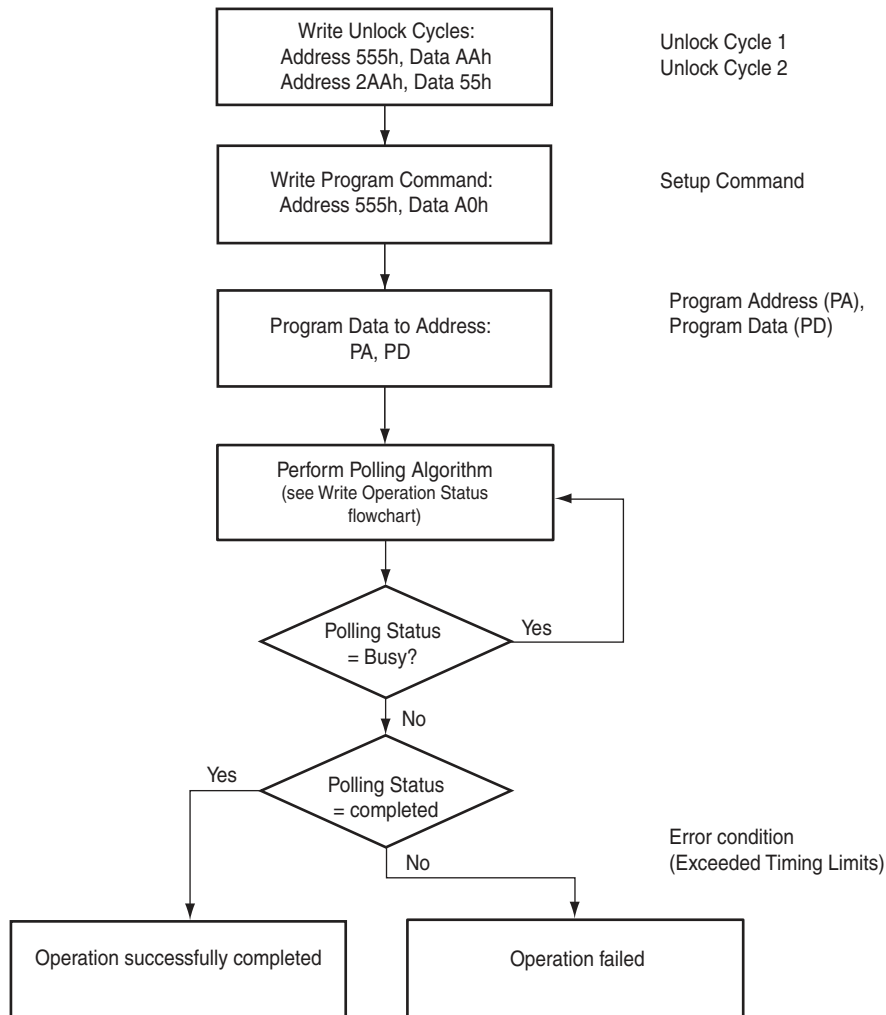 Write Unlock Cycles:
Address 555h, Data AAh
Address 2AAh, Data 55h
Unlock Cycle 1
Unlock Cycle 2
Write Program Command:
Address 555h, Data A0h
Setup Command
Program Data to Address:
PA, PD
Program Address (PA),
Program Data (PD)
Perform Polling Algorithm
(see Write Operation Status
flowchart)
Polling Status
= Busy?
Yes
No
Polling Status
= completed
Yes
No
Error condition
(Exceeded Timing Limits)
Operation successfully completed
Operation failed